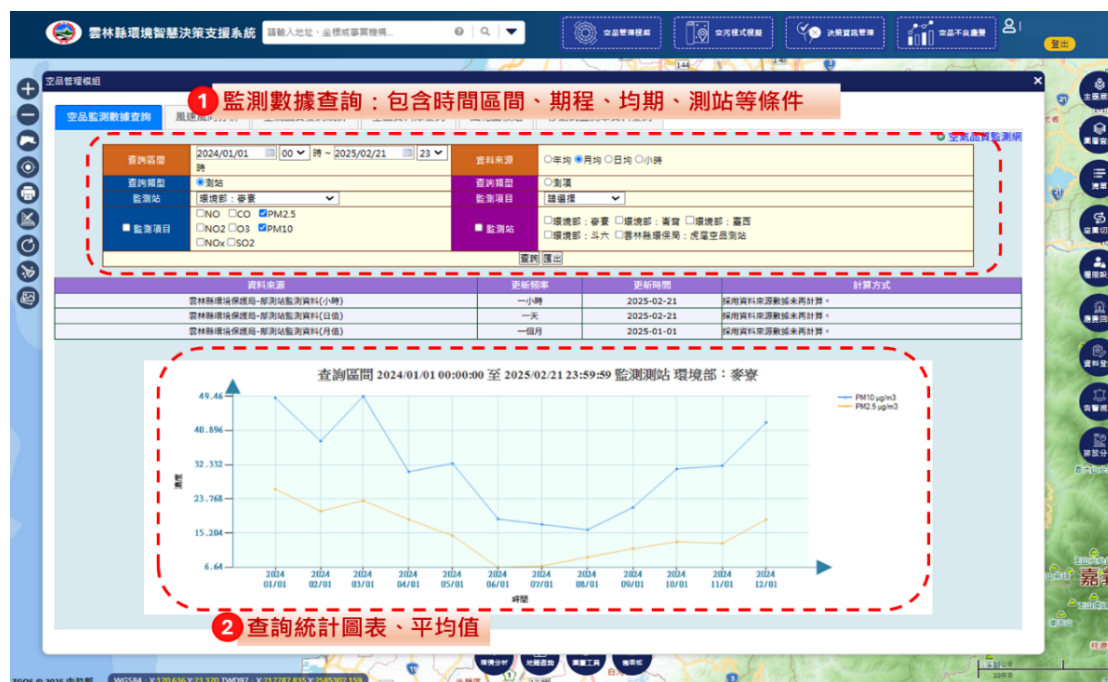 雲林縣環境智慧決策支援系統
請輸入地址、坐標或事業機構...
空品管理模組
空污模式模擬
決策資訊管理
空品不良應變
登出
空品管理模組
1 監測數據查詢：包含時間區間、期程、均期、測站等條件
空品監測數據查詢
空氣品質監測網
查詢區間 2024/01/01 00 時 ~ 2025/02/21 23 時 資料來源 年均 月均 日均 小時
查詢類型 測站 查詢類型 測項
監測站 環境部：麥寮 監測項目 請選擇
監測項目 NO CO PM2.5
NO2 O3 PM10
NOx SO2
監測站 環境部：麥寮 環境部：崙背 環境部：臺西
環境部：斗六 雲林縣環保局：虎尾空品測站
查詢 匯出
資料來源 更新頻率 更新時間 計算方式
雲林縣環境保護局-部測站監測資料(小時) 一小時 2025-02-21 採用資料來源數據未再計算。
雲林縣環境保護局-部測站監測資料(日值) 一天 2025-02-21 採用資料來源數據未再計算。
雲林縣環境保護局-部測站監測資料(月值) 一個月 2025-01-01 採用資料來源數據未再計算。
查詢區間 2024/01/01 00:00:00 至 2025/02/21 23:59:59 監測測站 環境部：麥寮
PM10 μg/m3
PM2.5 μg/m3
49.46
40.896
32.332
23.768
15.204
6.64
濃度
2024 2024 2024 2024 2024 2024 2024 2024 2024 2024 2024 2024
01/01 02/01 03/01 04/01 05/01 06/01 07/01 08/01 09/01 10/01 11/01 12/01
時間
2 查詢統計圖表、平均值
144
嘉